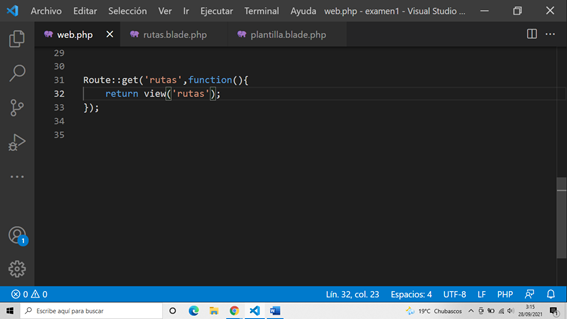 Archivo Editar Selección Ver Ir Ejecutar Terminal Ayuda web.php - examen1 - Visual Studio ...
web.php rutas.blade.php plantilla.blade.php
29
30
31 Route::get('rutas',function(){
32 return view('rutas');
33 });
34
35
1
0 0 Lín. 32, col. 23 Espacios: 4 UTF-8 LF PHP
Escribe aquí para buscar 19°C Chubascos 3:15
28/09/2021